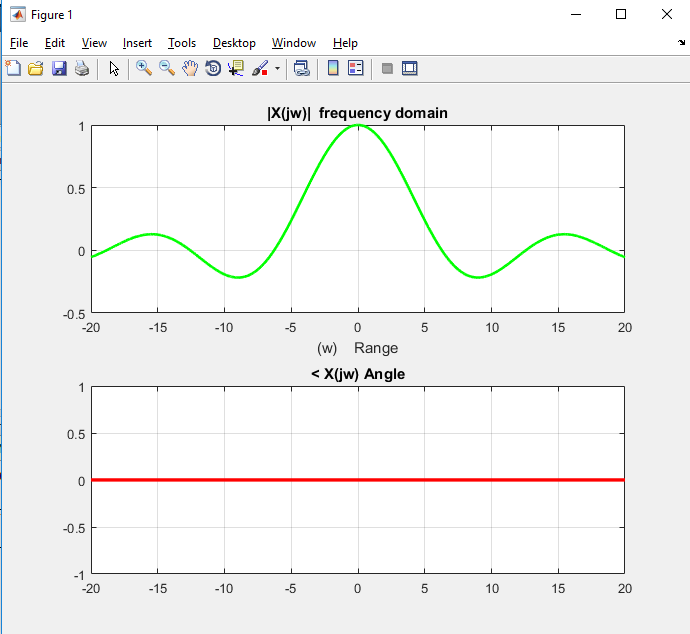 Figure 1
File Edit View Insert Tools Desktop Window Help
|X(jw)| frequency domain
1
0.5
0
-0.5
-20 -15 -10 -5 0 5 10 15 20
(w) Range
< X(jw) Angle
1
0.5
0
-0.5
-1
-20 -15 -10 -5 0 5 10 15 20